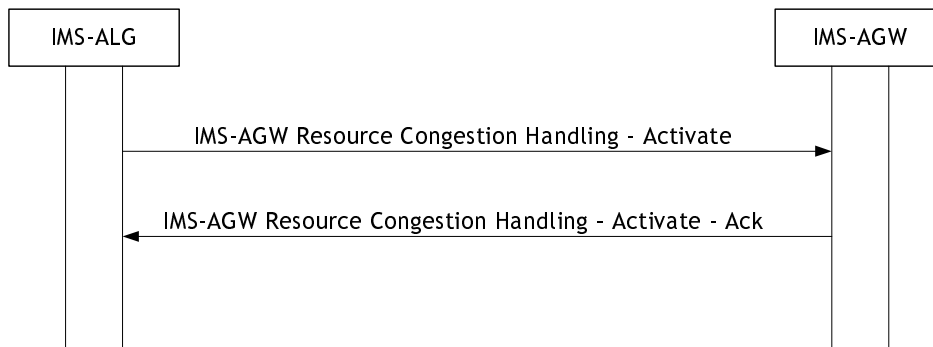 IMS-ALG
IMS-AGW
IMS-AGW Resource Congestion Handling - Activate
IMS-AGW Resource Congestion Handling – Activate - Ack